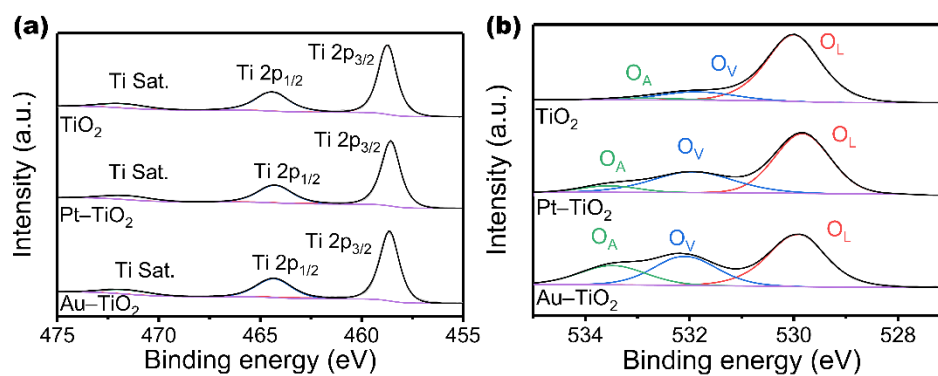 (a)
Ti Sat.
Ti 2p1/2
Ti 2p3/2
TiO2
Ti Sat.
Ti 2p1/2
Ti 2p3/2
Pt–TiO2
Ti Sat.
Ti 2p1/2
Ti 2p3/2
Au–TiO2
475 470 465 460 455
Binding energy (eV)
Intensity (a.u.)
(b)
OA
OV
OL
TiO2
OA
OV
OL
Pt–TiO2
OA
OV
OL
Au–TiO2
534 532 530 528
Binding energy (eV)
Intensity (a.u.)